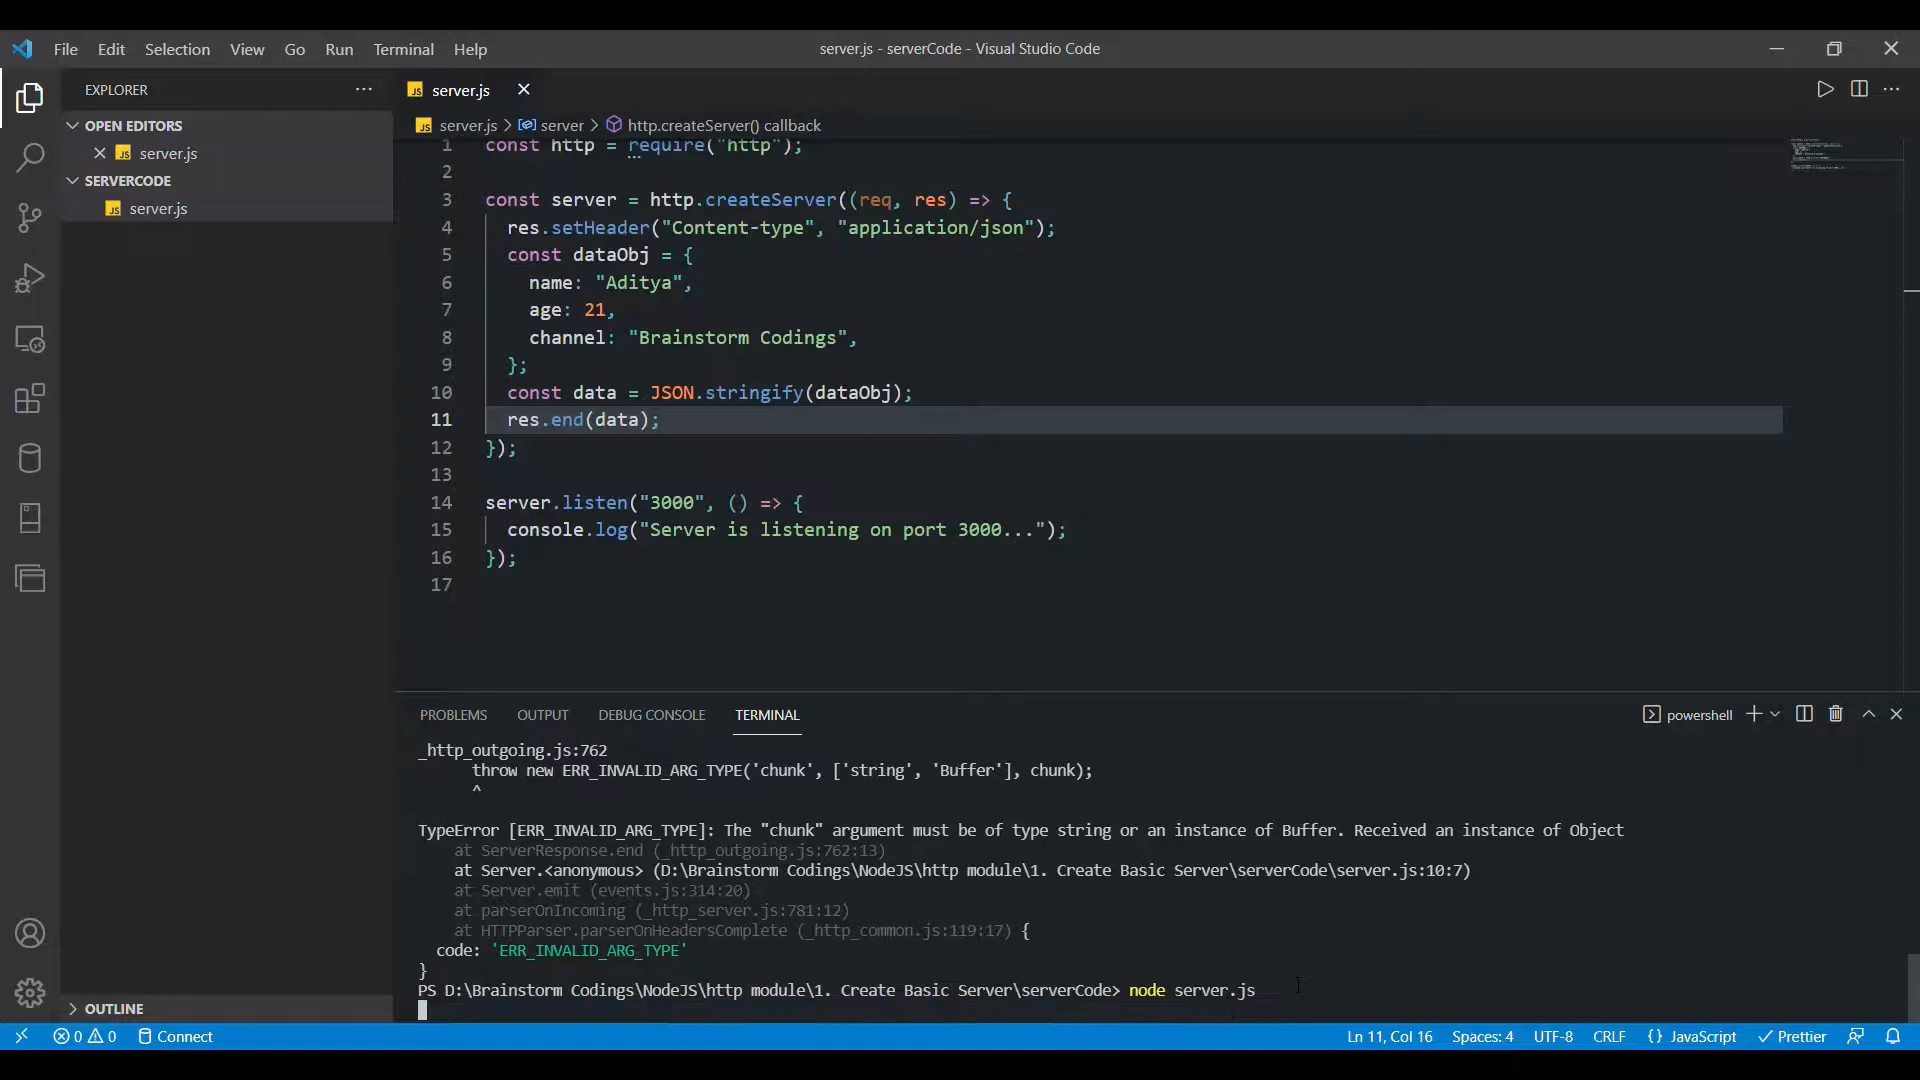 File Edit Selection View Go Run Terminal Help
server.js - serverCode - Visual Studio Code
EXPLORER
OPEN EDITORS
server.js
SERVERCODE
server.js
OUTLINE
server.js
server.js > server > http.createServer() callback
1 const http = require("http");
2
3 const server = http.createServer((req, res) => {
4 res.setHeader("Content-type", "application/json");
5 const dataObj = {
6 name: "Aditya",
7 age: 21,
8 channel: "Brainstorm Codings",
9 };
10 const data = JSON.stringify(dataObj);
11 res.end(data);
12 });
13
14 server.listen("3000", () => {
15 console.log("Server is listening on port 3000...");
16 });
17
PROBLEMS OUTPUT DEBUG CONSOLE TERMINAL
powershell
_http_outgoing.js:762
throw new ERR_INVALID_ARG_TYPE('chunk', ['string', 'Buffer'], chunk);
^
TypeError [ERR_INVALID_ARG_TYPE]: The "chunk" argument must be of type string or an instance of Buffer. Received an instance of Object
at ServerResponse.end (_http_outgoing.js:762:13)
at Server.<anonymous> (D:\Brainstorm Codings\NodeJS\http module\1. Create Basic Server\serverCode\server.js:10:7)
at Server.emit (events.js:314:20)
at parserOnIncoming (_http_server.js:781:12)
at HTTPParser.parserOnHeadersComplete (_http_common.js:119:17) {
code: 'ERR_INVALID_ARG_TYPE'
}
PS D:\Brainstorm Codings\NodeJS\http module\1. Create Basic Server\serverCode> node server.js
0 0 Connect
Ln 11, Col 16 Spaces: 4 UTF-8 CRLF {} JavaScript Prettier